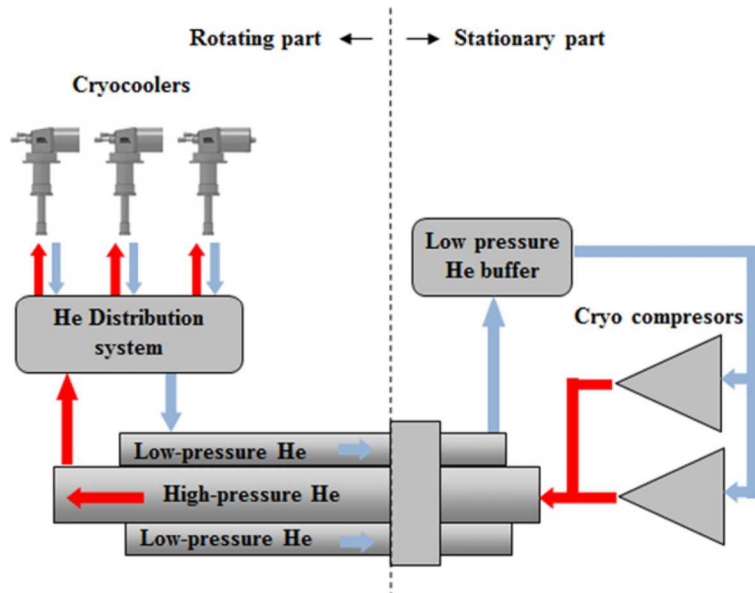 Rotating part
Stationary part
Cryocoolers
Low pressure
He buffer
He Distribution
system
Cryo compresors
Low-pressure He
High-pressure He
Low-pressure He